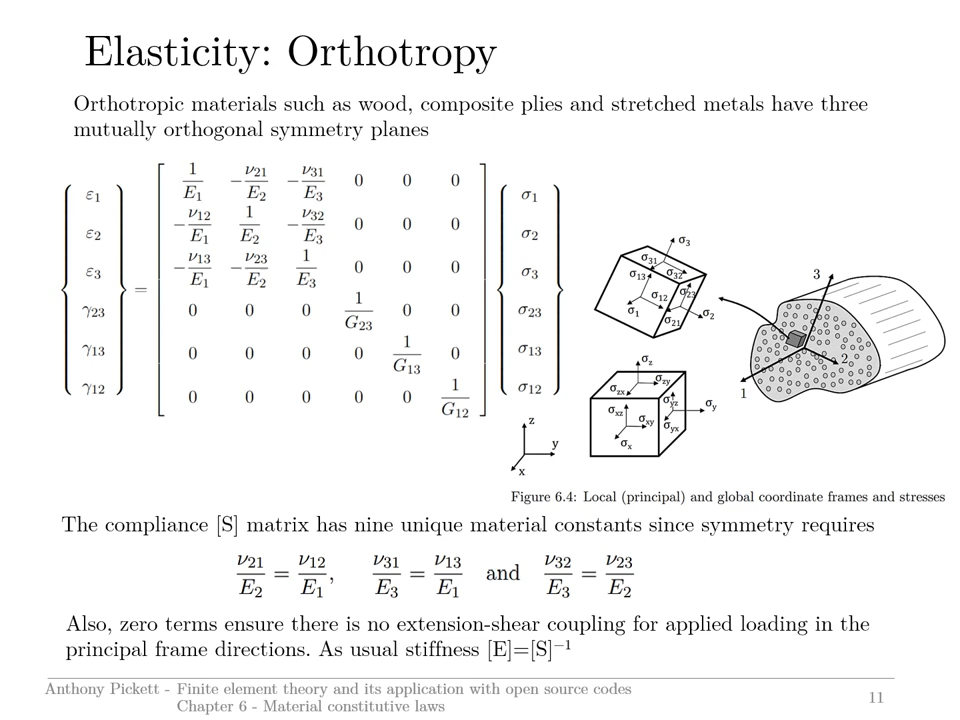 Elasticity: Orthotropy
Orthotropic materials such as wood, composite plies and stretched metals have three
mutually orthogonal symmetry planes
ε₁ 1/E₁ −ν₂₁/E₂ −ν₃₁/E₃ 0 0 0 σ₁
ε₂ −ν₁₂/E₁ 1/E₂ −ν₃₂/E₃ 0 0 0 σ₂
ε₃ = −ν₁₃/E₁ −ν₂₃/E₂ 1/E₃ 0 0 0 σ₃
γ₂₃ 0 0 0 1/G₂₃ 0 0 σ₂₃
γ₁₃ 0 0 0 0 1/G₁₃ 0 σ₁₃
γ₁₂ 0 0 0 0 0 1/G₁₂ σ₁₂
σ₃
σ₃₁
σ₁₃ σ₃₂
σ₁₂ σ₂₃
σ₁ σ₂₁ σ₂
3
2
1
σz
σzx σzy
σxz σyz σy
σxy σyx
σx
z
y
x
Figure 6.4: Local (principal) and global coordinate frames and stresses
The compliance [S] matrix has nine unique material constants since symmetry requires
ν₂₁/E₂ = ν₁₂/E₁, ν₃₁/E₃ = ν₁₃/E₁ and ν₃₂/E₃ = ν₂₃/E₂
Also, zero terms ensure there is no extension-shear coupling for applied loading in the
principal frame directions. As usual stiffness [E]=[S]⁻¹
Anthony Pickett - Finite element theory and its application with open source codes
Chapter 6 - Material constitutive laws
11